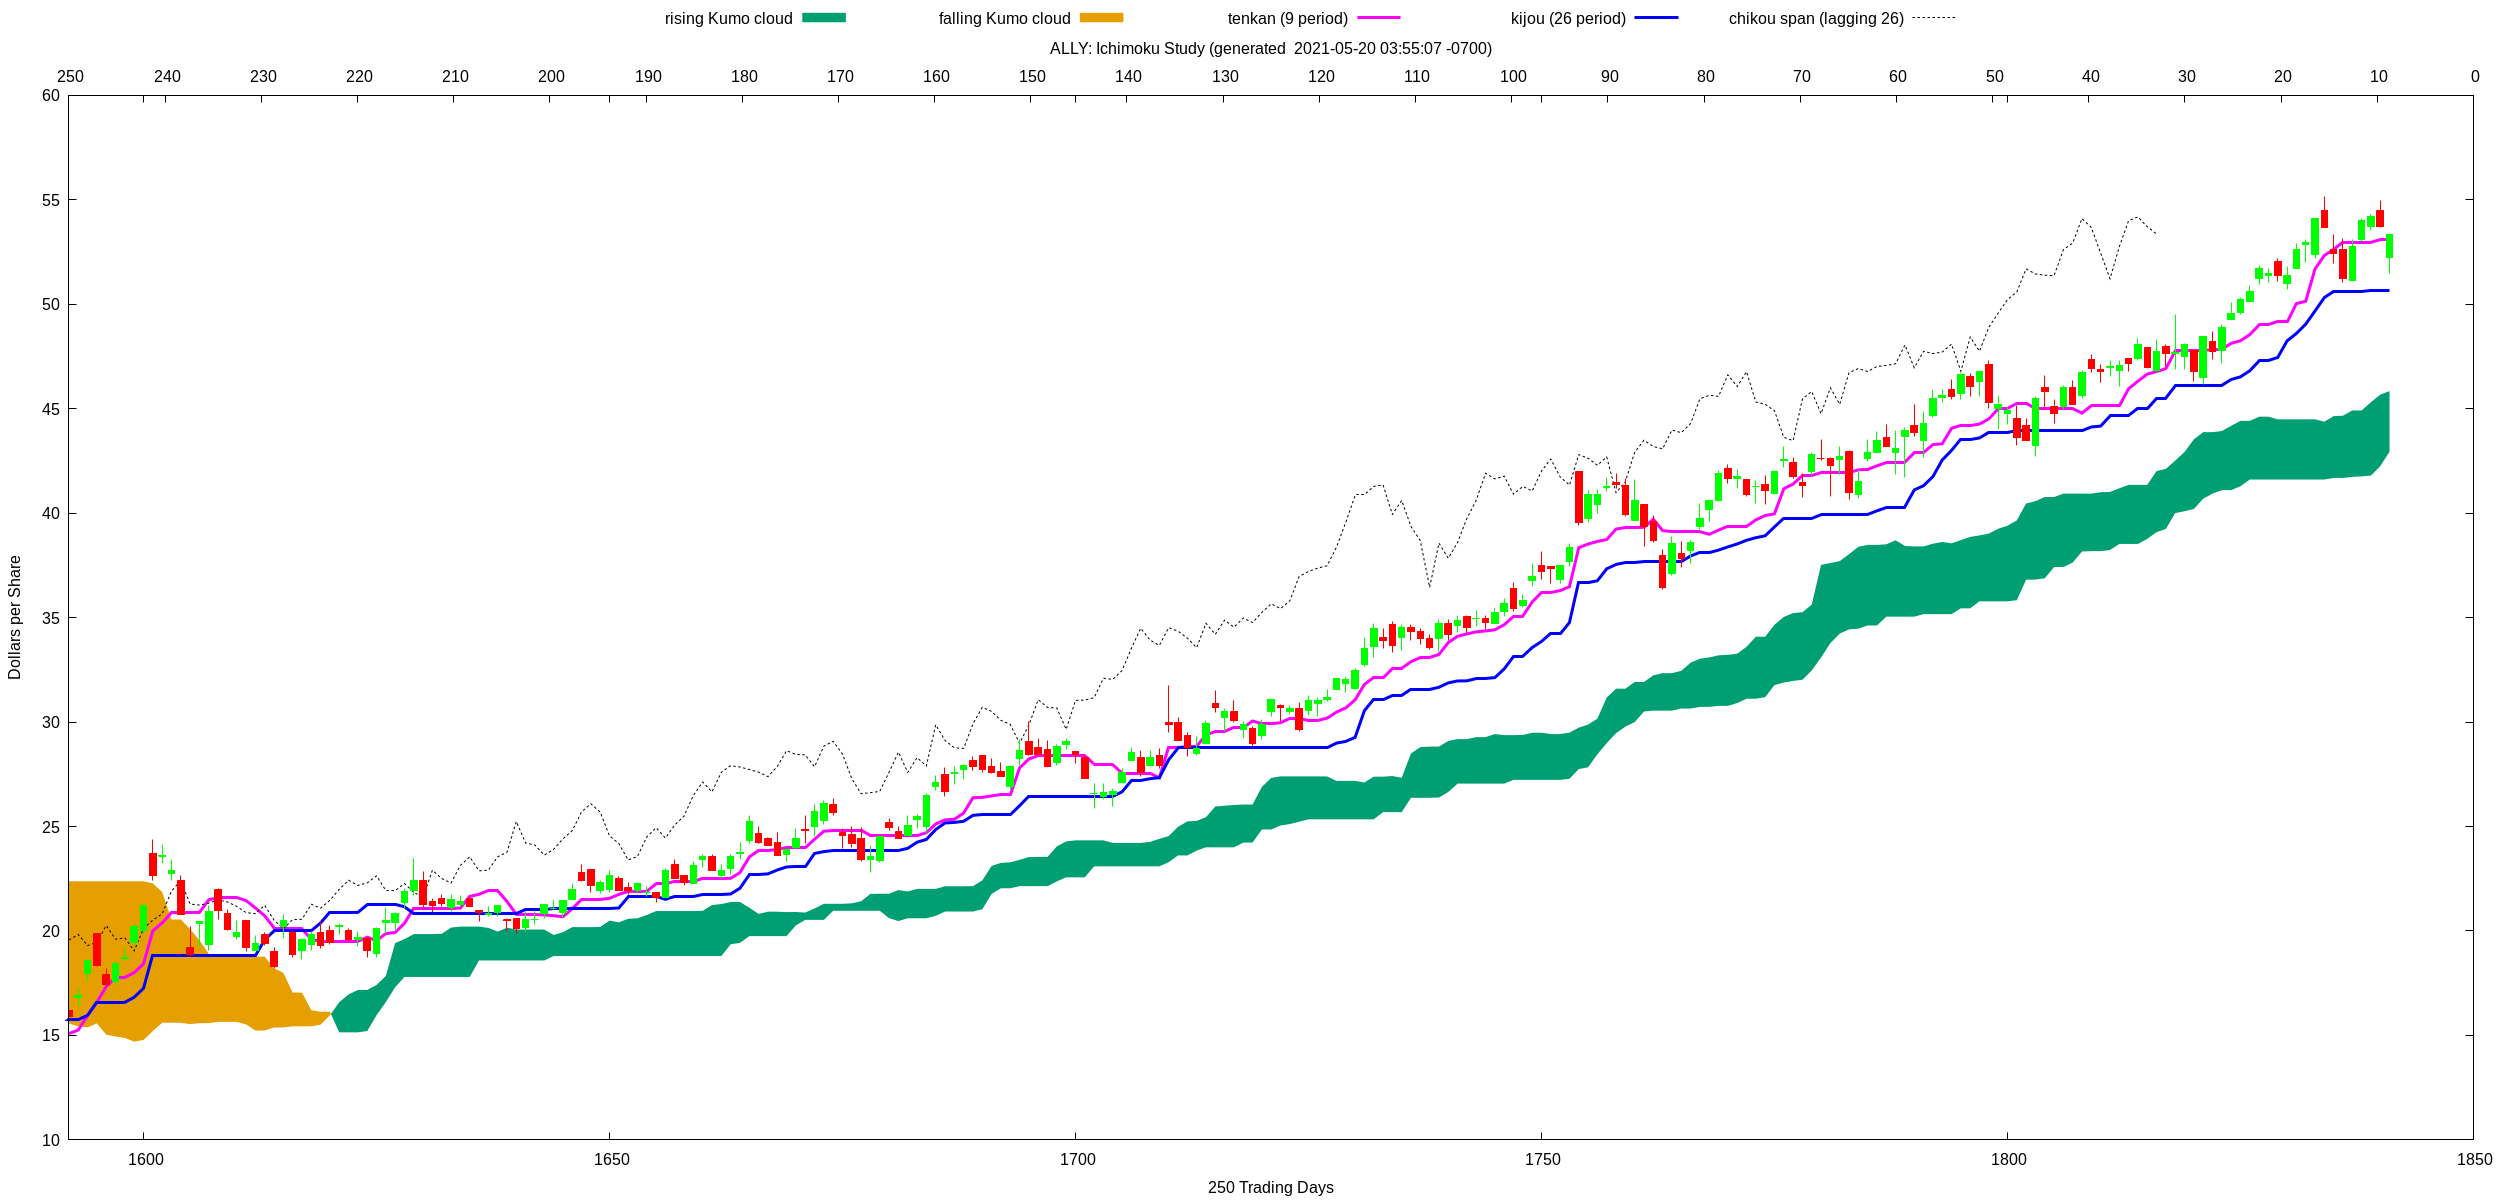 rising Kumo cloud falling Kumo cloud tenkan (9 period) kijou (26 period) chikou span (lagging 26)
ALLY: Ichimoku Study (generated  2021-05-20 03:55:07 -0700)
250 240 230 220 210 200 190 180 170 160 150 140 130 120 110 100 90 80 70 60 50 40 30 20 10 0
60
55
50
45
40
35
30
25
20
15
10
Dollars per Share
1600 1650 1700 1750 1800 1850
250 Trading Days